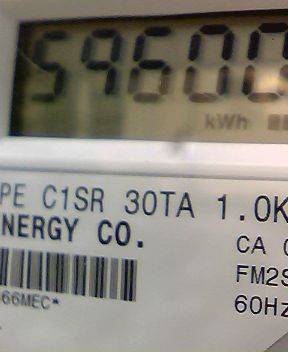 59600
kWh
PE C1SR 30TA 1.0K
NERGY CO.
CA
FM2S
66MEC*
60Hz